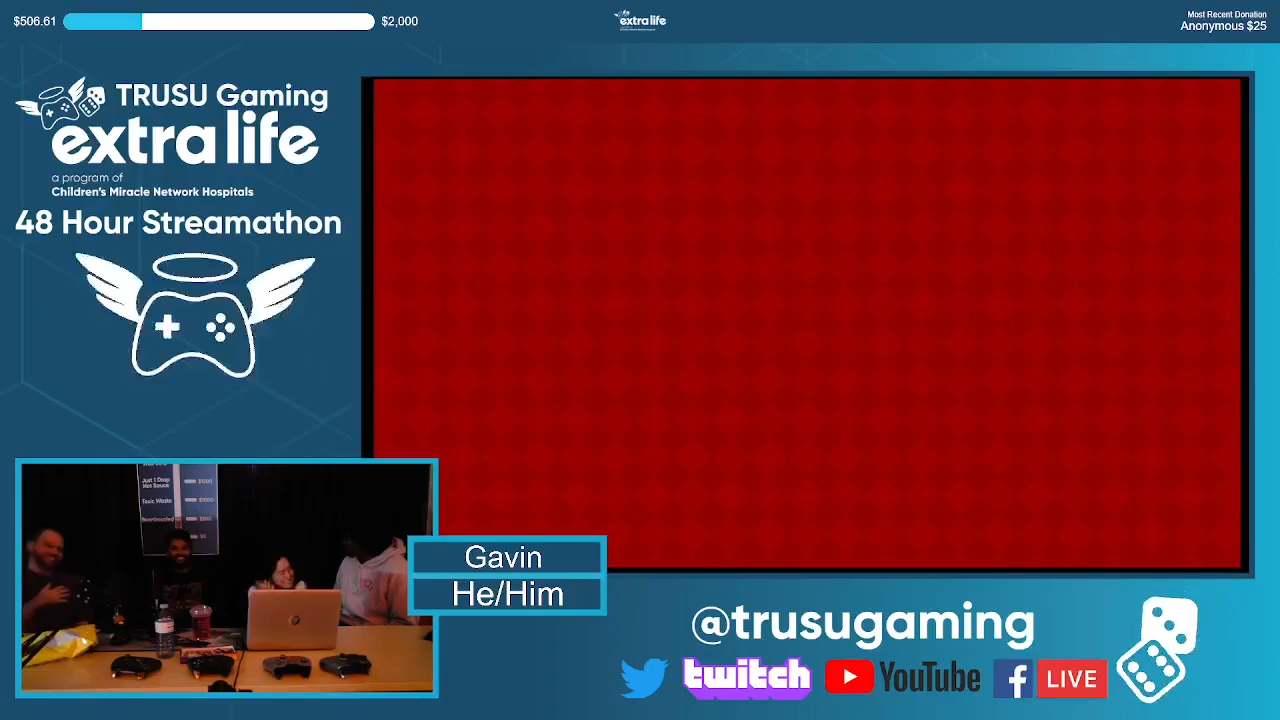 $506.61
$2,000
extra life
Most Recent Donation
Anonymous $25
TRUSU Gaming
extra life
a program of
Children's Miracle Network Hospitals
48 Hour Streamathon
Just 1 Drop
Hot Sauce
$1500
Toxic Waste
$1000
Gavin
He/Him
@trusugaming
twitch
YouTube
f LIVE